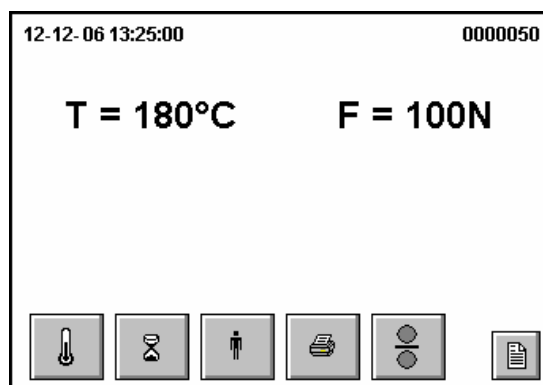 12-12- 06 13:25:00 0000050
T = 180°C F = 100N